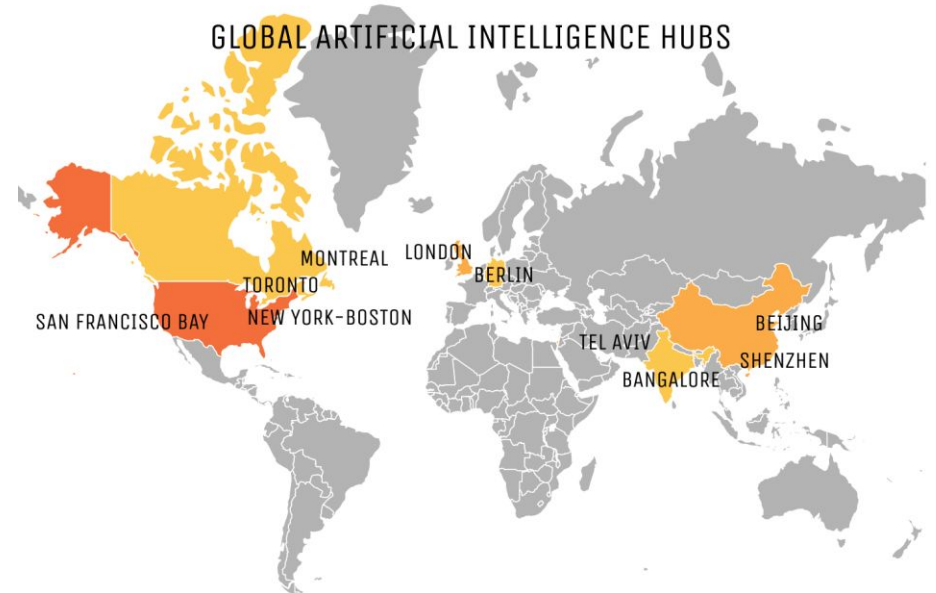 GLOBAL ARTIFICIAL INTELLIGENCE HUBS
MONTREAL
LONDON
BERLIN
TORONTO
SAN FRANCISCO BAY
NEW YORK-BOSTON
BEIJING
TEL AVIV
SHENZHEN
BANGALORE